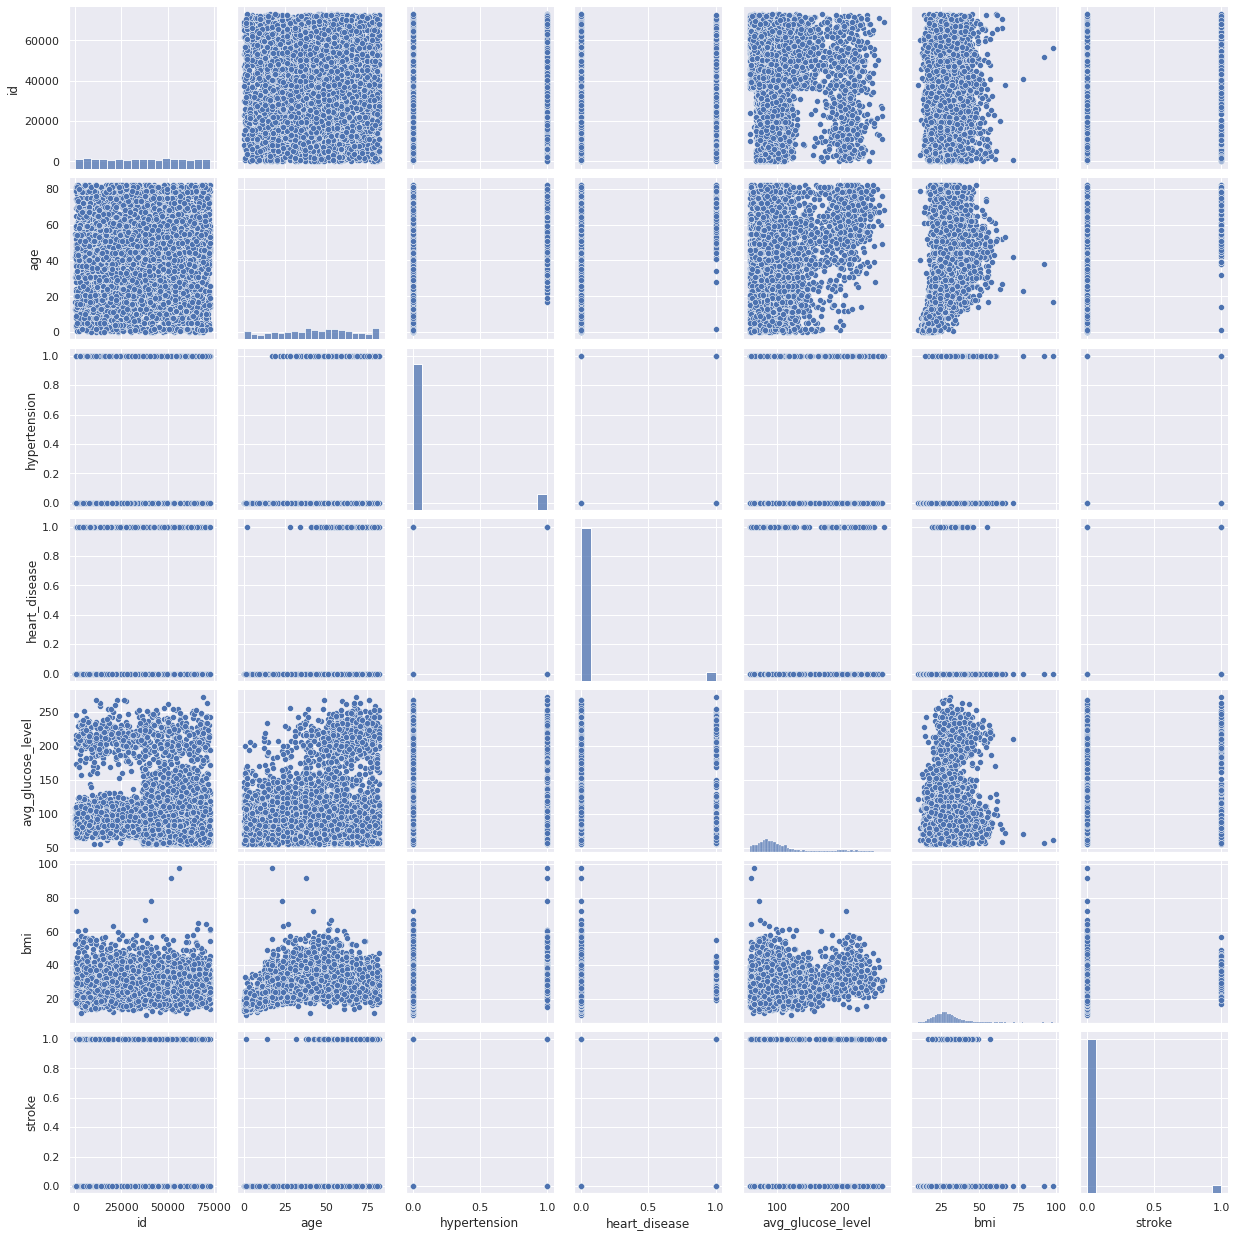 60000
40000
20000
0
id
80
60
40
20
0
age
1.0
0.8
0.6
0.4
0.2
0.0
hypertension
1.0
0.8
0.6
0.4
0.2
0.0
heart_disease
250
200
150
100
50
avg_glucose_level
100
80
60
40
20
bmi
1.0
0.8
0.6
0.4
0.2
0.0
stroke
0 25000 50000 75000
0 25 50 75
0.0 0.5 1.0
0.0 0.5 1.0
100 200
25 50 75 100
0.0 0.5 1.0
id age hypertension heart_disease avg_glucose_level bmi stroke